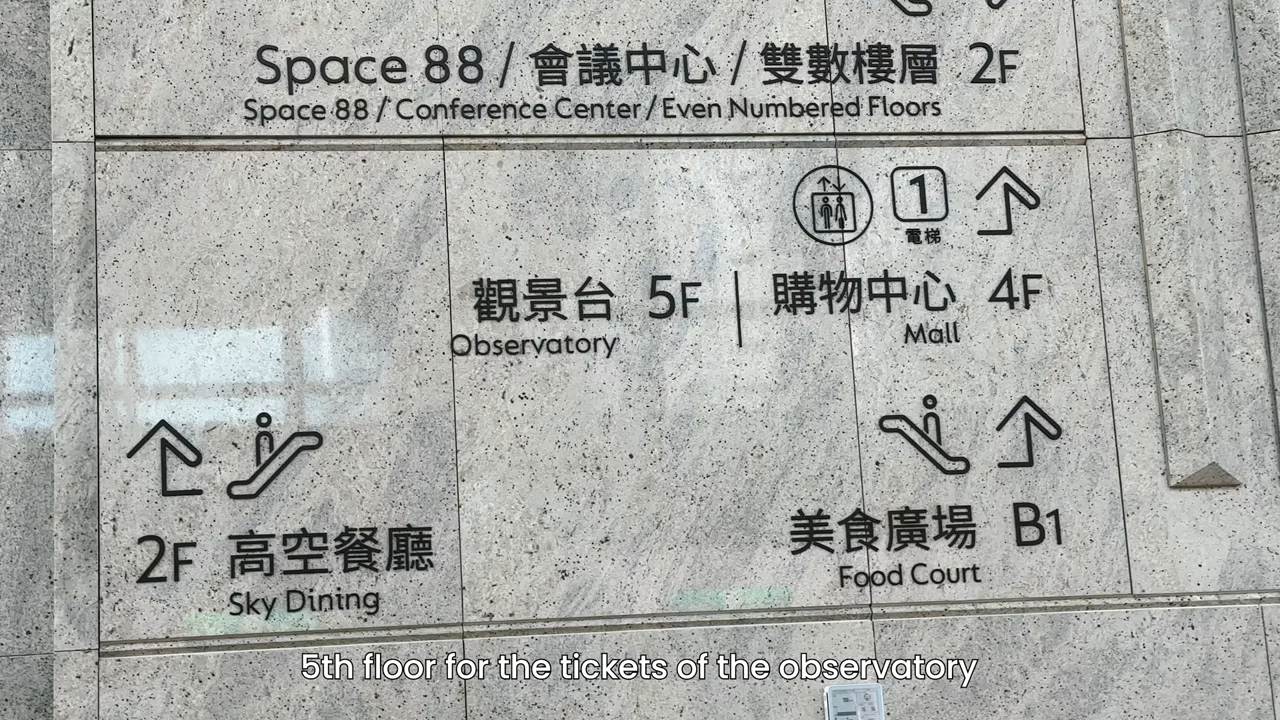 Space 88 / 會議中心 / 雙數樓層 2F
Space 88 / Conference Center / Even Numbered Floors
1
電梯
觀景台 5F | 購物中心 4F
Observatory Mall
2F 高空餐廳
Sky Dining
美食廣場 B1
Food Court
5th floor for the tickets of the observatory